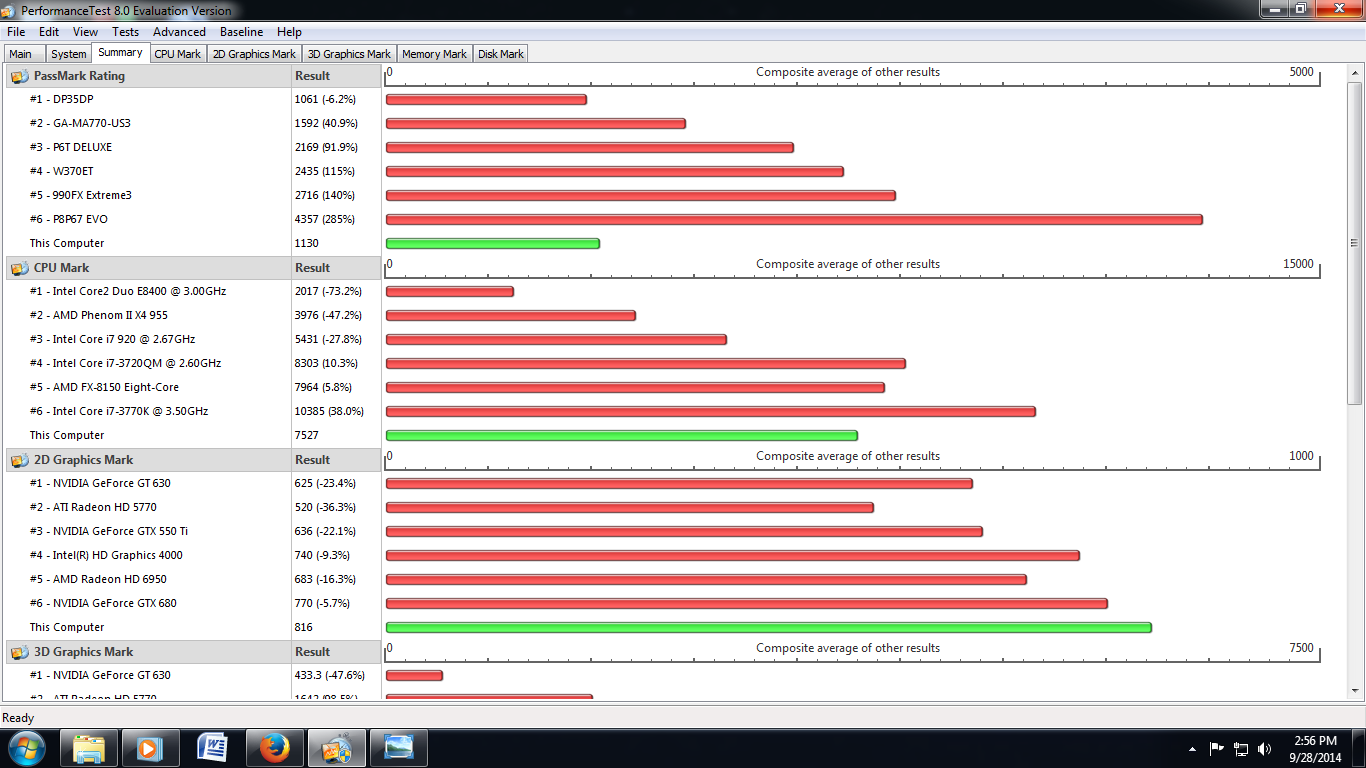 PerformanceTest 8.0 Evaluation Version
File Edit View Tests Advanced Baseline Help
Main System Summary CPU Mark 2D Graphics Mark 3D Graphics Mark Memory Mark Disk Mark
PassMark Rating Result 0 Composite average of other results 5000
#1 - DP35DP 1061 (-6.2%)
#2 - GA-MA770-US3 1592 (40.9%)
#3 - P6T DELUXE 2169 (91.9%)
#4 - W370ET 2435 (115%)
#5 - 990FX Extreme3 2716 (140%)
#6 - P8P67 EVO 4357 (285%)
This Computer 1130
CPU Mark Result 0 Composite average of other results 15000
#1 - Intel Core2 Duo E8400 @ 3.00GHz 2017 (-73.2%)
#2 - AMD Phenom II X4 955 3976 (-47.2%)
#3 - Intel Core i7 920 @ 2.67GHz 5431 (-27.8%)
#4 - Intel Core i7-3720QM @ 2.60GHz 8303 (10.3%)
#5 - AMD FX-8150 Eight-Core 7964 (5.8%)
#6 - Intel Core i7-3770K @ 3.50GHz 10385 (38.0%)
This Computer 7527
2D Graphics Mark Result 0 Composite average of other results 1000
#1 - NVIDIA GeForce GT 630 625 (-23.4%)
#2 - ATI Radeon HD 5770 520 (-36.3%)
#3 - NVIDIA GeForce GTX 550 Ti 636 (-22.1%)
#4 - Intel(R) HD Graphics 4000 740 (-9.3%)
#5 - AMD Radeon HD 6950 683 (-16.3%)
#6 - NVIDIA GeForce GTX 680 770 (-5.7%)
This Computer 816
3D Graphics Mark Result 0 Composite average of other results 7500
#1 - NVIDIA GeForce GT 630 433.3 (-47.6%)
#2 - ATI Radeon HD 5770 1642 (98.5%)
Ready
2:56 PM
9/28/2014